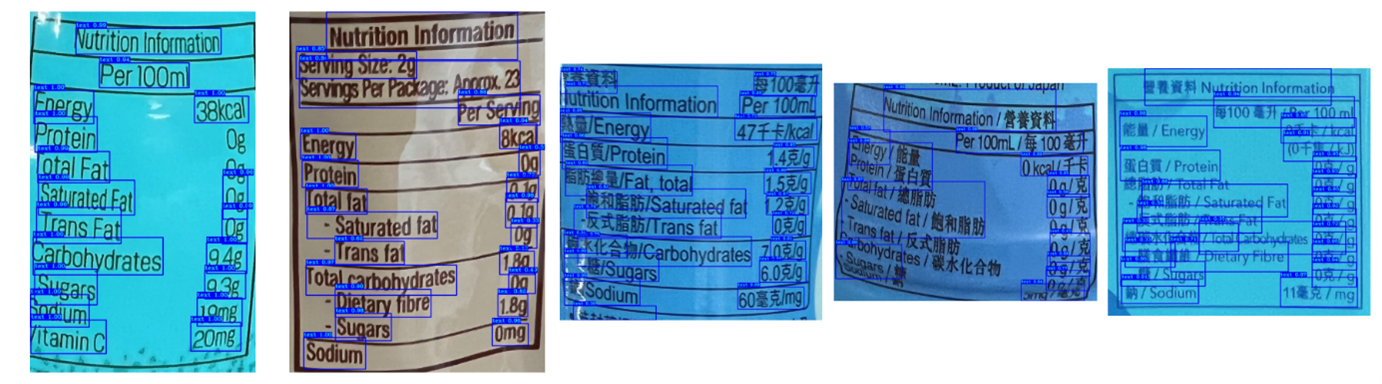 Nutrition Information
Per 100ml
Energy 38kcal
Protein 0g
Total Fat 0g
Saturated Fat 0g
Trans Fat 0g
Carbohydrates 9.4g
Sugars 9.3g
Sodium 19mg
Vitamin C 20mg
Nutrition Information
Serving Size: 2g
Servings Per Package: Approx. 23
Per Serving
Energy 8kcal
Protein 0g
Total fat 0.1g
- Saturated fat 0.1g
- Trans fat 0g
Total carbohydrates 1.8g
- Dietary fibre 0g
- Sugars 1.8g
Sodium 0mg
營養資料 每100毫升
Nutrition Information Per 100mL
熱量/Energy 47千卡/kcal
蛋白質/Protein 1.4克/g
脂肪總量/Fat, total 1.5克/g
-飽和脂肪/Saturated fat 1.2克/g
-反式脂肪/Trans fat 0克/g
碳水化合物/Carbohydrates 7.0克/g
糖/Sugars 6.0克/g
鈉/Sodium 60毫克/mg
Product of Japan
Nutrition Information / 營養資料
Per 100mL / 每 100 毫升
Energy / 能量 0 kcal / 千卡
Protein / 蛋白質 0 g / 克
Total fat / 總脂肪 0 g / 克
- Saturated fat / 飽和脂肪 0 g / 克
- Trans fat / 反式脂肪 0 g / 克
Carbohydrates / 碳水化合物 0 g / 克
- Sugars / 糖
營養資料 Nutrition Information
每100 毫升 / Per 100 ml
能量 / Energy 0千卡 / kcal
(0千焦 / kJ)
蛋白質 / Protein 0克 / g
總脂肪 / Total Fat 0克 / g
- 飽和脂肪 / Saturated Fat 0克 / g
- 反式脂肪 / Trans Fat 0克 / g
總碳水化合物 / Total Carbohydrates 0克 / g
- 膳食纖維 / Dietary Fibre 0克 / g
- 糖 / Sugars 0克 / g
鈉 / Sodium 11毫克 / mg